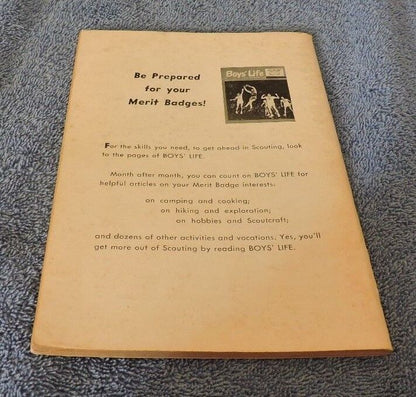 Be Prepared
for your
Merit Badges!
Boys' Life
For the skills you need, to get ahead in Scouting, look
to the pages of BOYS' LIFE.
Month after month, you can count on BOYS' LIFE for
helpful articles on your Merit Badge interests:
on camping and cooking;
on hiking and exploration;
on hobbies and Scoutcraft;
and dozens of other activities and vocations. Yes, you'll
get more out of Scouting by reading BOYS' LIFE.